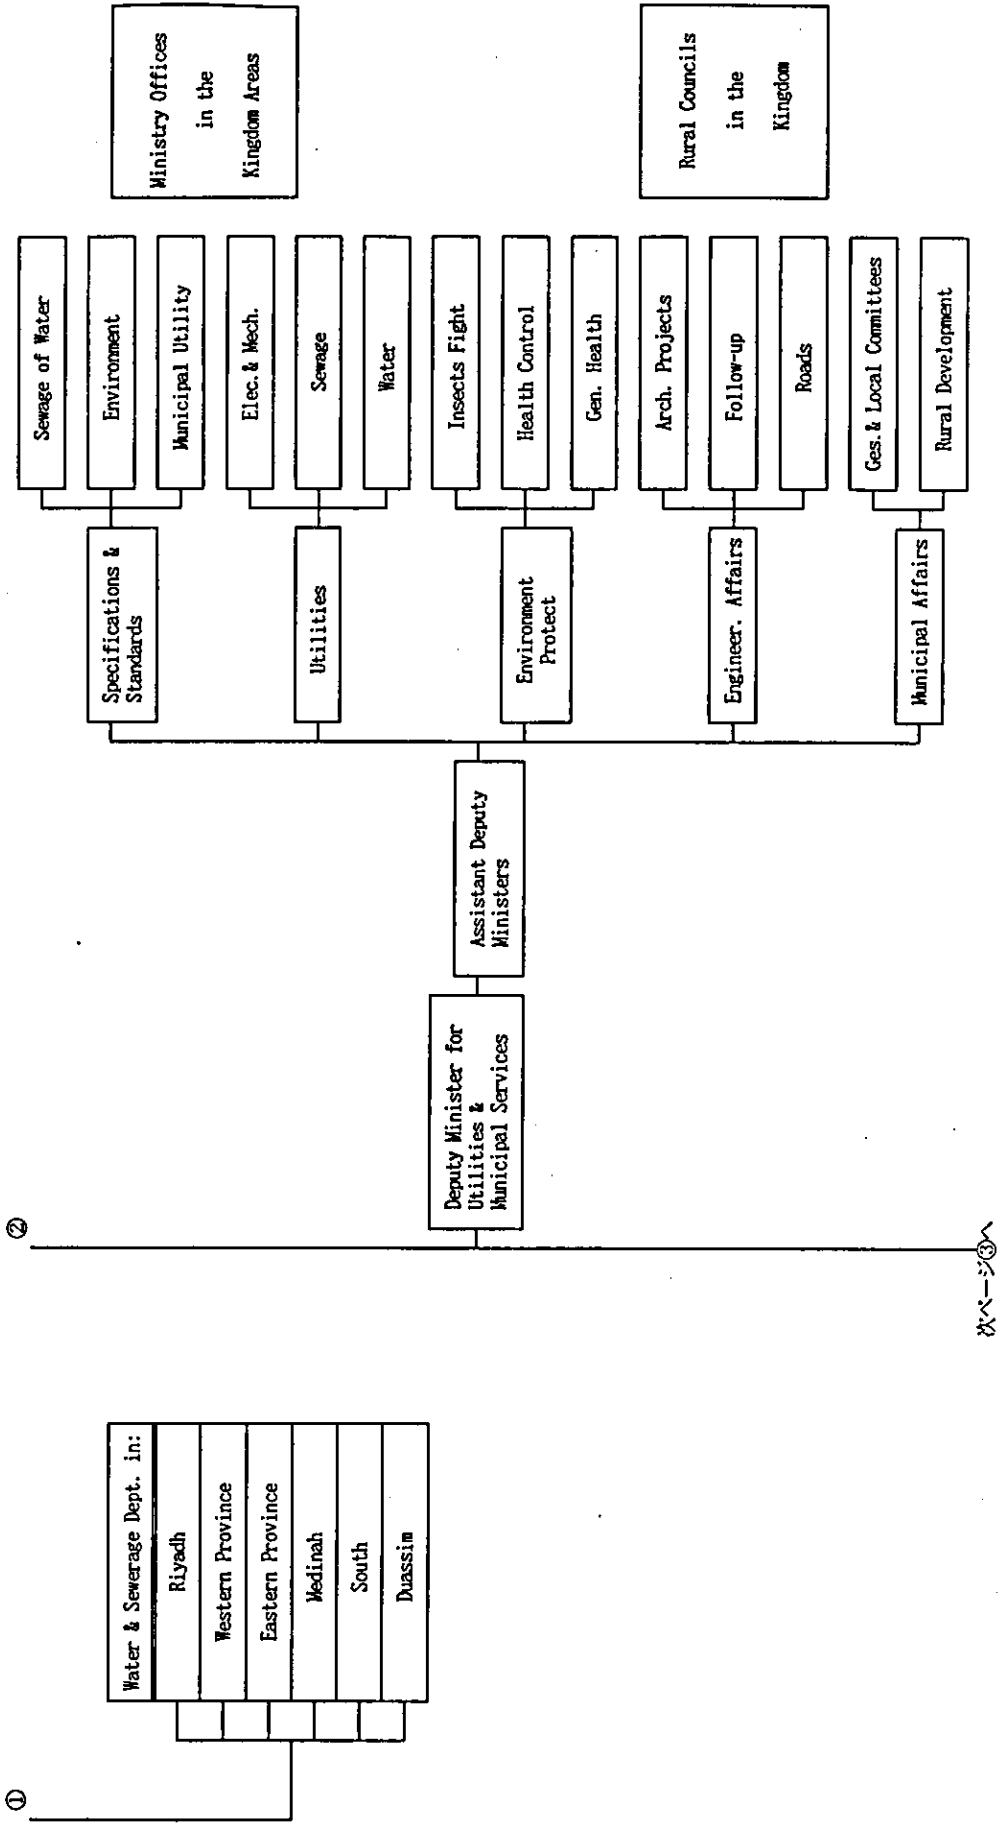 ①
Water & Sewerage Dept. in:
Riyadh
Western Province
Eastern Province
Medinah
South
Duassim
②
Deputy Minister for
Utilities &
Municipal Services
Assistant Deputy
Ministers
Specifications &
Standards
Sewage of Water
Environment
Municipal Utility
Utilities
Elec. & Mech.
Sewage
Water
Environment
Protect
Insects Fight
Health Control
Gen. Health
Engineer. Affairs
Arch. Projects
Follow-up
Roads
Municipal Affairs
Ges. & Local Committees
Rural Development
Ministry Offices
in the
Kingdom Areas
Rural Councils
in the
Kingdom
次ページ③へ